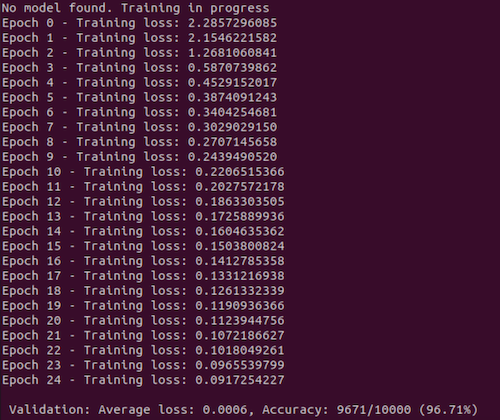 No model found. Training in progress
Epoch 0 - Training loss: 2.2857296085
Epoch 1 - Training loss: 2.1546221582
Epoch 2 - Training loss: 1.2681060841
Epoch 3 - Training loss: 0.5870739862
Epoch 4 - Training loss: 0.4529152017
Epoch 5 - Training loss: 0.3874091243
Epoch 6 - Training loss: 0.3404254681
Epoch 7 - Training loss: 0.3029029150
Epoch 8 - Training loss: 0.2707145658
Epoch 9 - Training loss: 0.2439490520
Epoch 10 - Training loss: 0.2206515366
Epoch 11 - Training loss: 0.2027572178
Epoch 12 - Training loss: 0.1863303505
Epoch 13 - Training loss: 0.1725889936
Epoch 14 - Training loss: 0.1604635362
Epoch 15 - Training loss: 0.1503800824
Epoch 16 - Training loss: 0.1412785358
Epoch 17 - Training loss: 0.1331216938
Epoch 18 - Training loss: 0.1261332339
Epoch 19 - Training loss: 0.1190936366
Epoch 20 - Training loss: 0.1123944756
Epoch 21 - Training loss: 0.1072186627
Epoch 22 - Training loss: 0.1018049261
Epoch 23 - Training loss: 0.0965539799
Epoch 24 - Training loss: 0.0917254227
Validation: Average loss: 0.0006, Accuracy: 9671/10000 (96.71%)